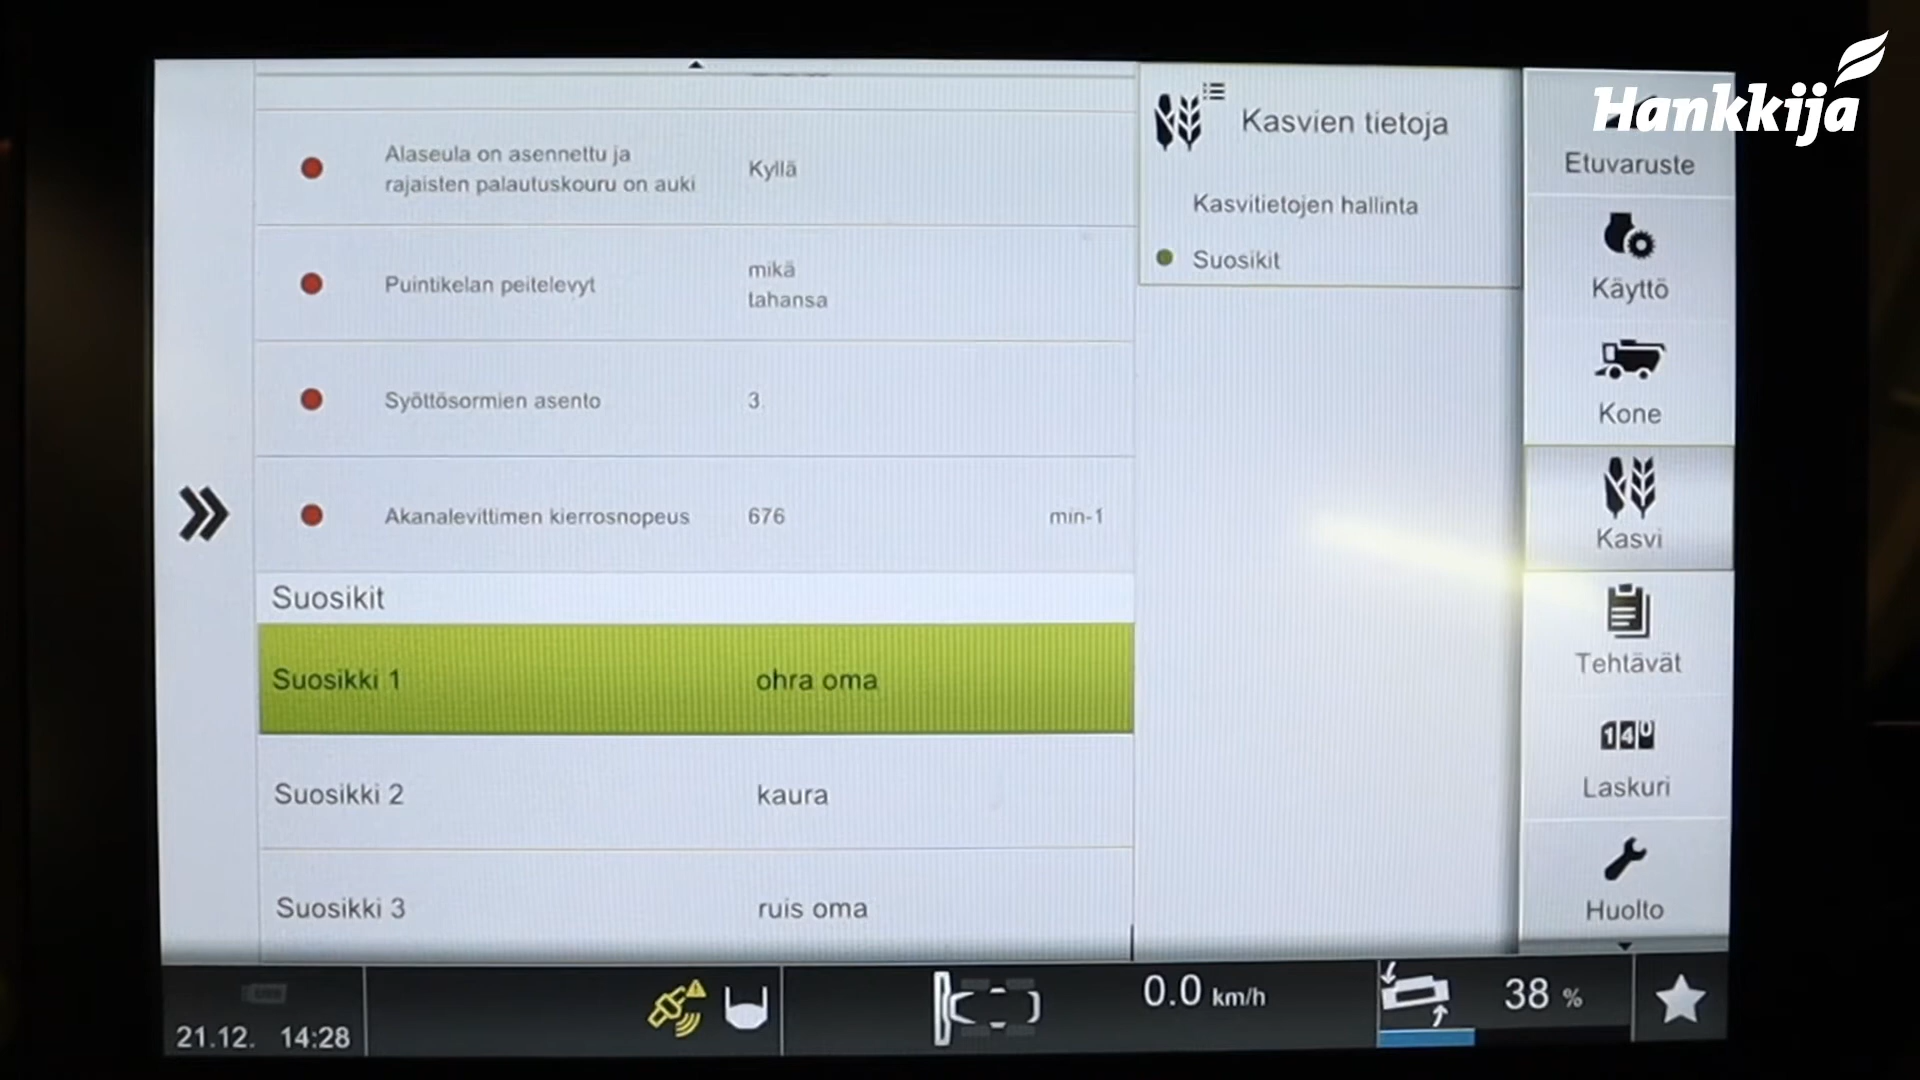 Hankkija
Alaseula on asennettu ja
rajaisten palautuskouru on auki
Kyllä
Puintikelan peitelevyt
mikä
tahansa
Syöttösormien asento
3.
Akanalevittimen kierrosnopeus
676
min-1
Suosikit
Suosikki 1
ohra oma
Suosikki 2
kaura
Suosikki 3
ruis oma
Kasvien tietoja
Kasvitietojen hallinta
Suosikit
Etuvaruste
Käyttö
Kone
Kasvi
Tehtävät
140
Laskuri
Huolto
21.12. 14:28
0.0 km/h
38 %